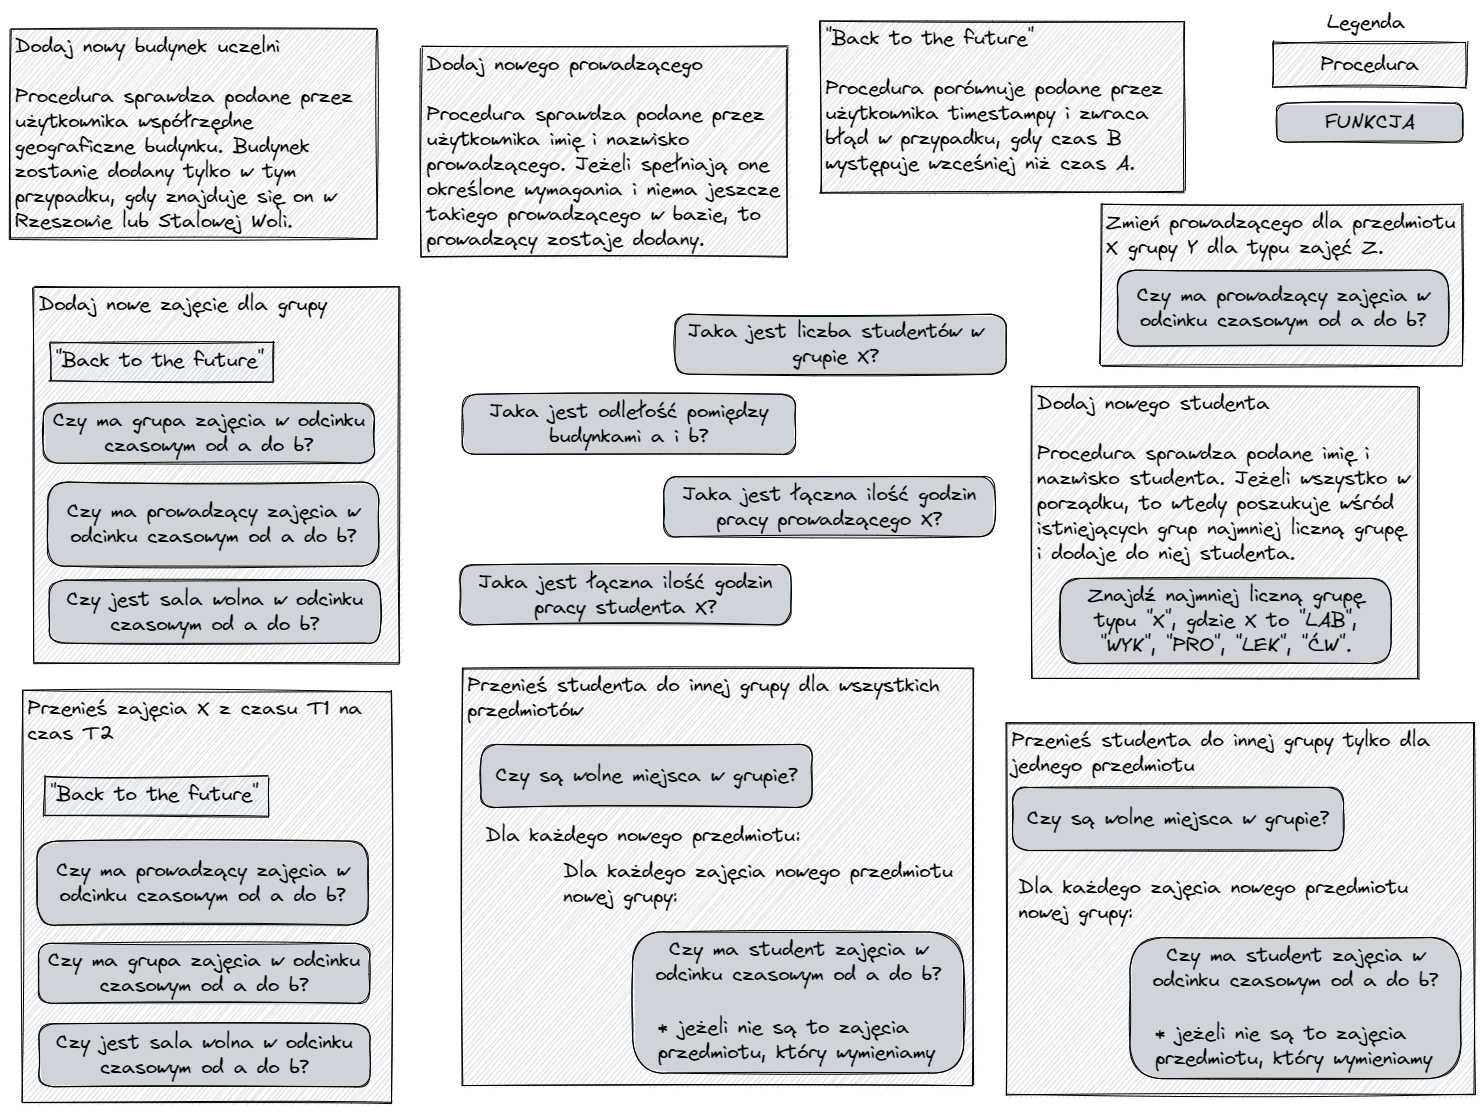 Dodaj nowy budynek uczelni
Procedura sprawdza podane przez
użytkownika współrzędne
geograficzne budynku. Budynek
zostanie dodany tylko w tym
przypadku, gdy znajduje się on w
Rzeszowie lub Stalowej Woli.
Dodaj nowego prowadzącego
Procedura sprawdza podane przez
użytkownika imię i nazwisko
prowadzącego. Jeżeli spełniają one
określone wymagania i niema jeszcze
takiego prowadzącego w bazie, to
prowadzący zostaje dodany.
"Back to the future"
Procedura porównuje podane przez
użytkownika timestampy i zwraca
błąd w przypadku, gdy czas B
występuje wzceśniej niż czas A.
Legenda
Procedura
FUNKCJA
Zmień prowadzącego dla przedmiotu
X grupy Y dla typu zajęć Z.
Czy ma prowadzący zajęcia w
odcinku czasowym od a do b?
Dodaj nowe zajęcie dla grupy
"Back to the future"
Czy ma grupa zajęcia w odcinku
czasowym od a do b?
Czy ma prowadzący zajęcia w
odcinku czasowym od a do b?
Czy jest sala wolna w odcinku
czasowym od a do b?
Jaka jest liczba studentów w
grupie X?
Jaka jest odległość pomiędzy
budynkami a i b?
Jaka jest łączna ilość godzin
pracy prowadzącego X?
Jaka jest łączna ilość godzin
pracy studenta X?
Dodaj nowego studenta
Procedura sprawdza podane imię i
nazwisko studenta. Jeżeli wszystko w
porządku, to wtedy poszukuje wśród
istniejących grup najmniej liczną grupę
i dodaje do niej studenta.
Znajdź najmniej liczną grupę
typu "X", gdzie X to "LAB",
"WYK", "PRO", "LEK", "ĆW".
Przenieś zajęcia X z czasu T1 na
czas T2
"Back to the future"
Czy ma prowadzący zajęcia w
odcinku czasowym od a do b?
Czy ma grupa zajęcia w odcinku
czasowym od a do b?
Czy jest sala wolna w odcinku
czasowym od a do b?
Przenieś studenta do innej grupy dla wszystkich
przedmiotów
Czy są wolne miejsca w grupie?
Dla każdego nowego przedmiotu:
Dla każdego zajęcia nowego przedmiotu
nowej grupy:
Czy ma student zajęcia w
odcinku czasowym od a do b?
* jeżeli nie są to zajęcia
przedmiotu, który wymieniamy
Przenieś studenta do innej grupy tylko dla
jednego przedmiotu
Czy są wolne miejsca w grupie?
Dla każdego zajęcia nowego przedmiotu
nowej grupy:
Czy ma student zajęcia w
odcinku czasowym od a do b?
* jeżeli nie są to zajęcia
przedmiotu, który wymieniamy